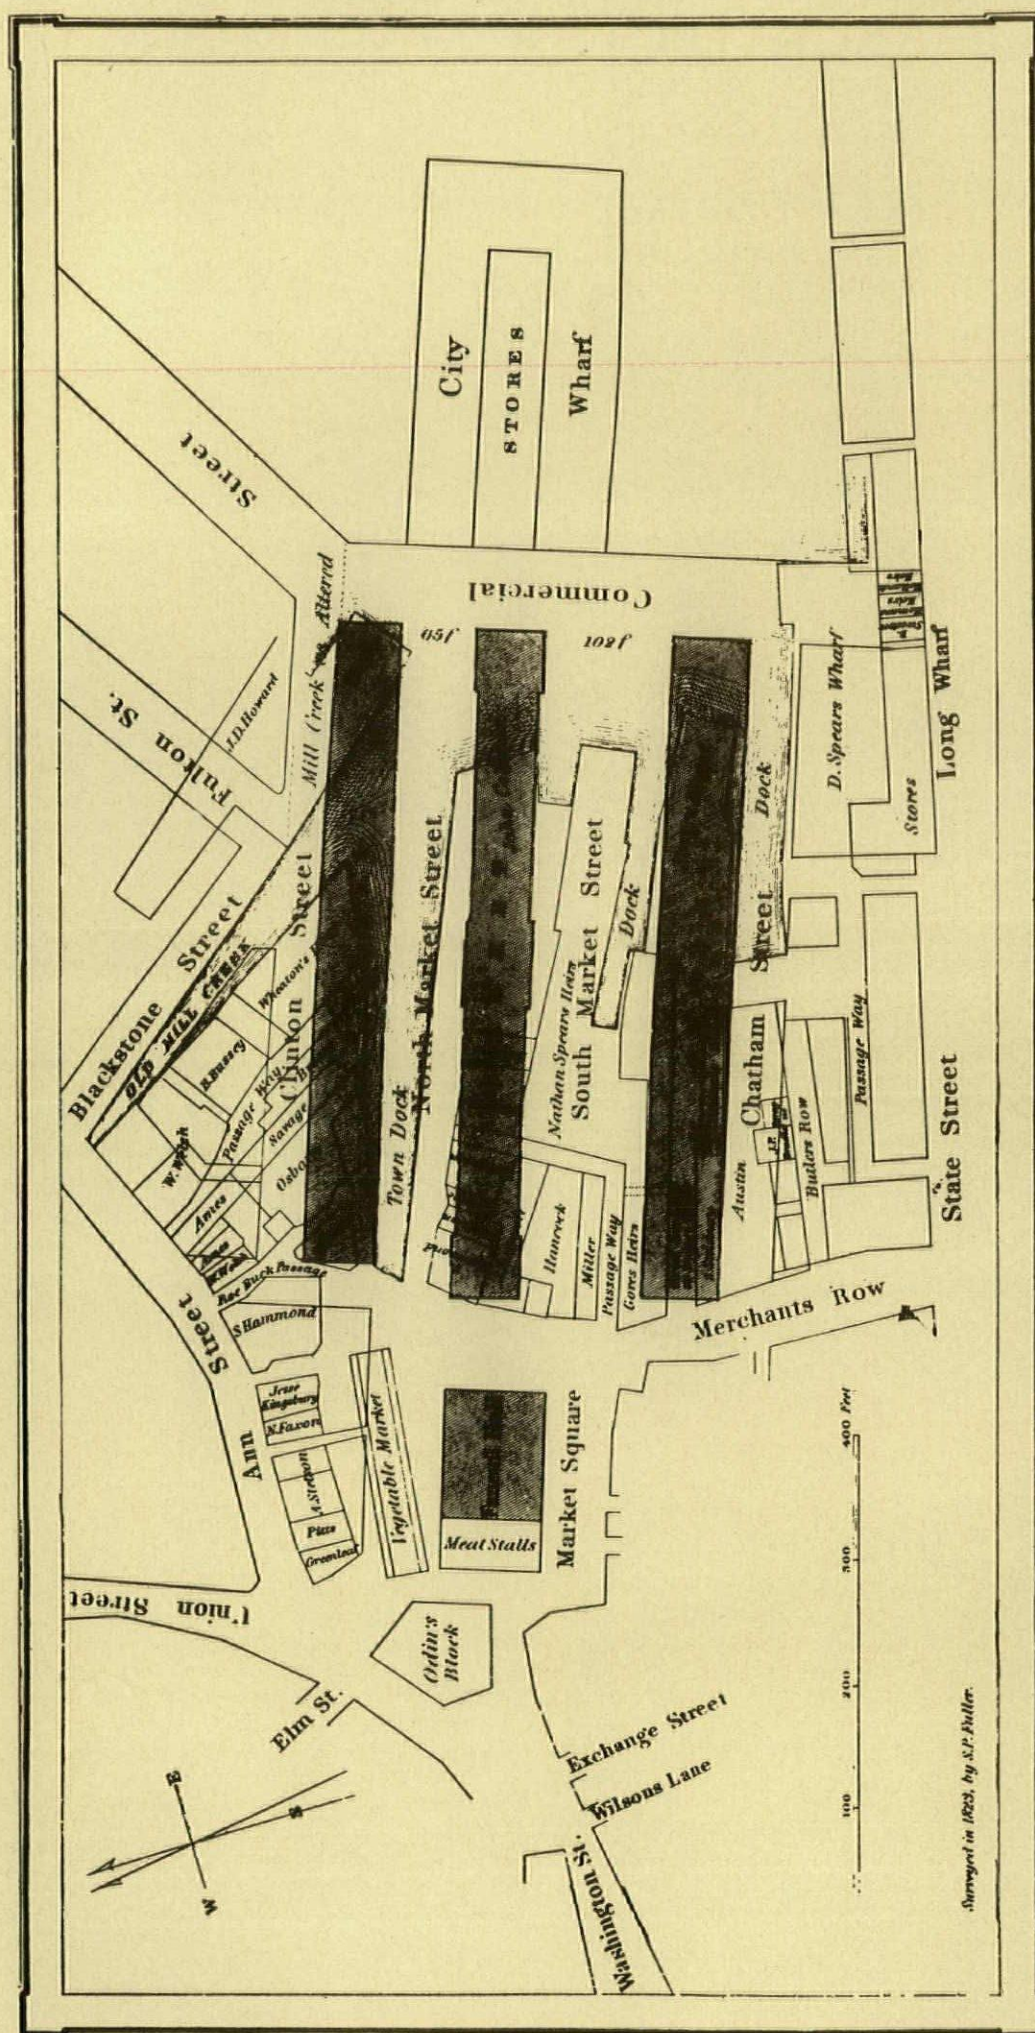 City
STORES
Wharf
Street
Commercial
Mill Creek as Altered
J.D. Howard
Fulton St.
Blackstone Street
OLD MILL CREEK
Clinton Street
B. Bussey
W. Welsh
Passage Way
Savage
Ames
Roe Buck Passage
S Hammond
Town Dock
North Market Street
South Market Street
Nathan Spears Heirs
Dock
Hancock
Miller
Passage Way
Gores Heirs
Dock
D. Spears Wharf
Stores
Long Wharf
Chatham Street
Austin
Butlers Row
Passage Way
State Street
Merchants Row
Ann Street
Jesse Kingsbury
N. Faxon
Pitts
Greenleaf
Vegetable Market
Meat Stalls
Market Square
Union Street
Odin's Block
Elm St.
Exchange Street
Wilsons Lane
Washington St.
E
S
W
100
200
300
400 Feet
Surveyed in 1823, by S.P. Fuller.